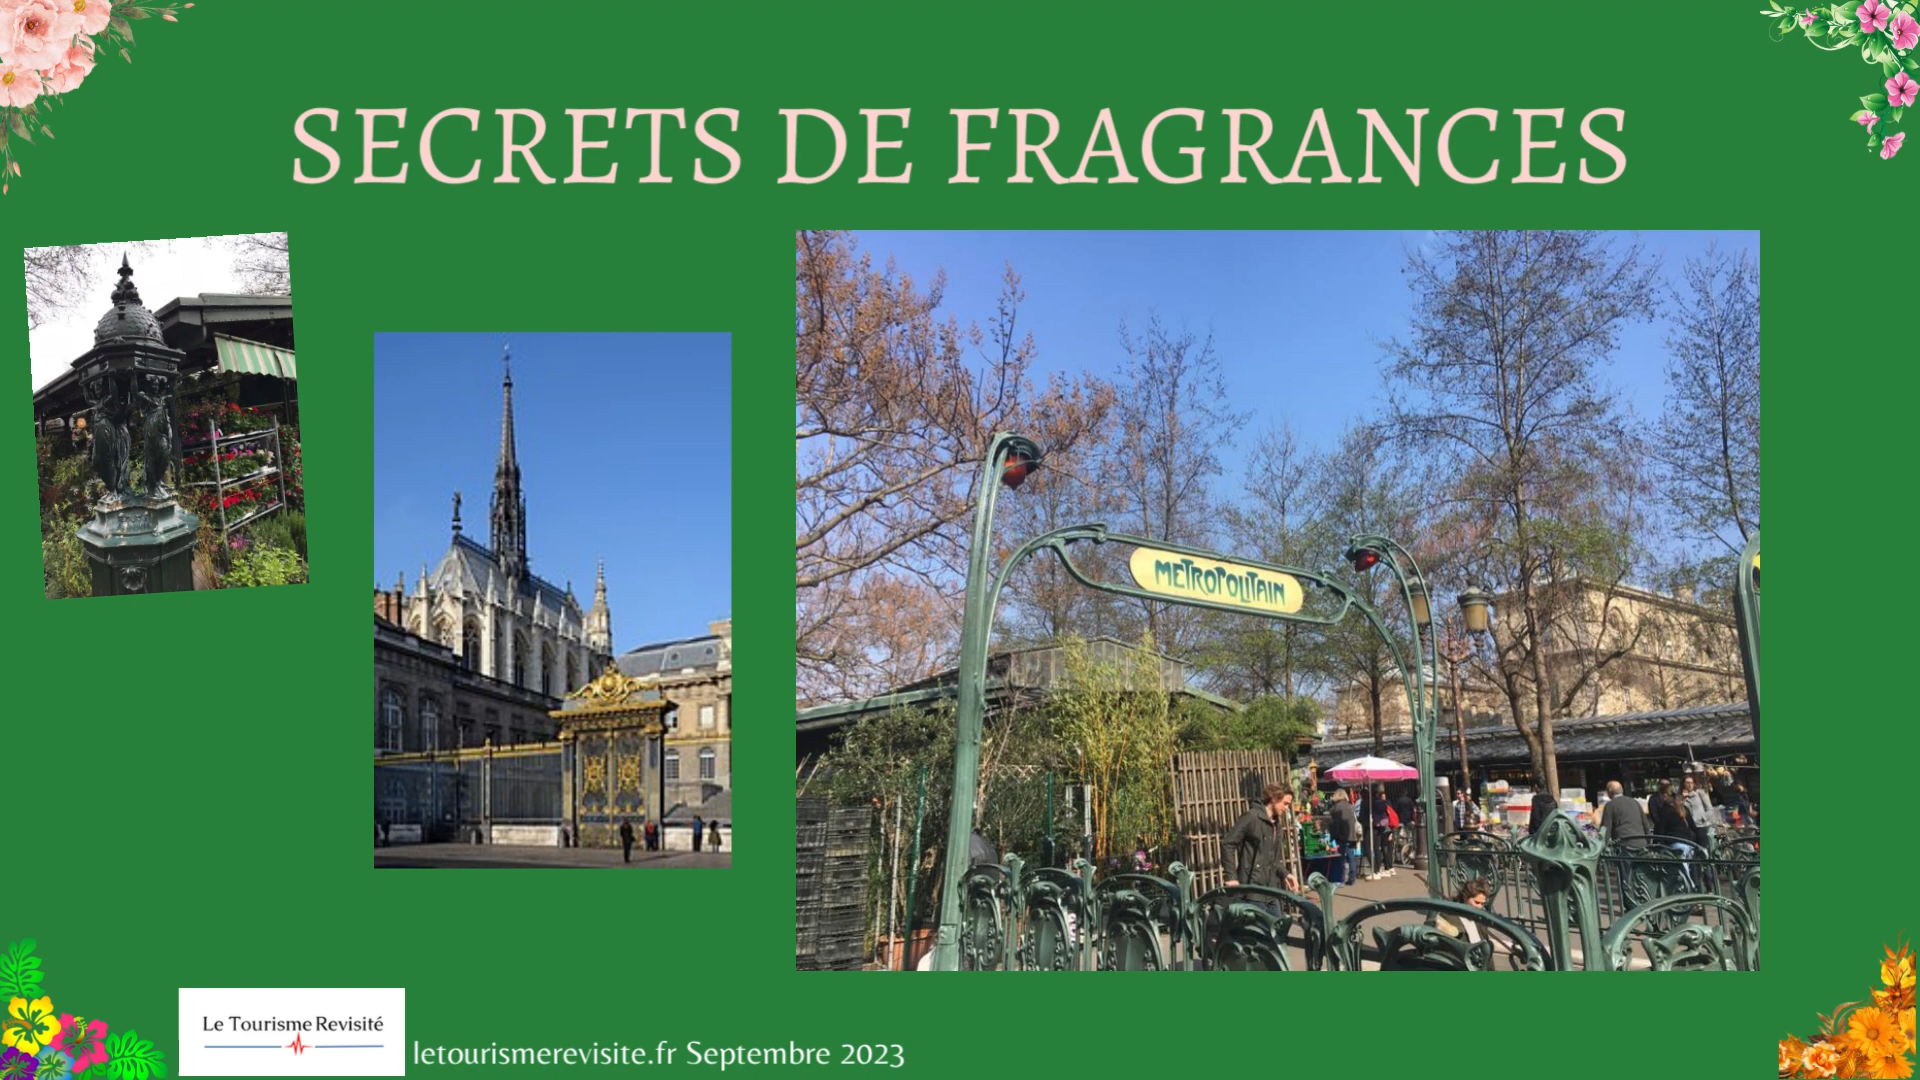 SECRETS DE FRAGRANCES
METROPOLITAIN
Le Tourisme Revisité
letourismerevisite.fr Septembre 2023